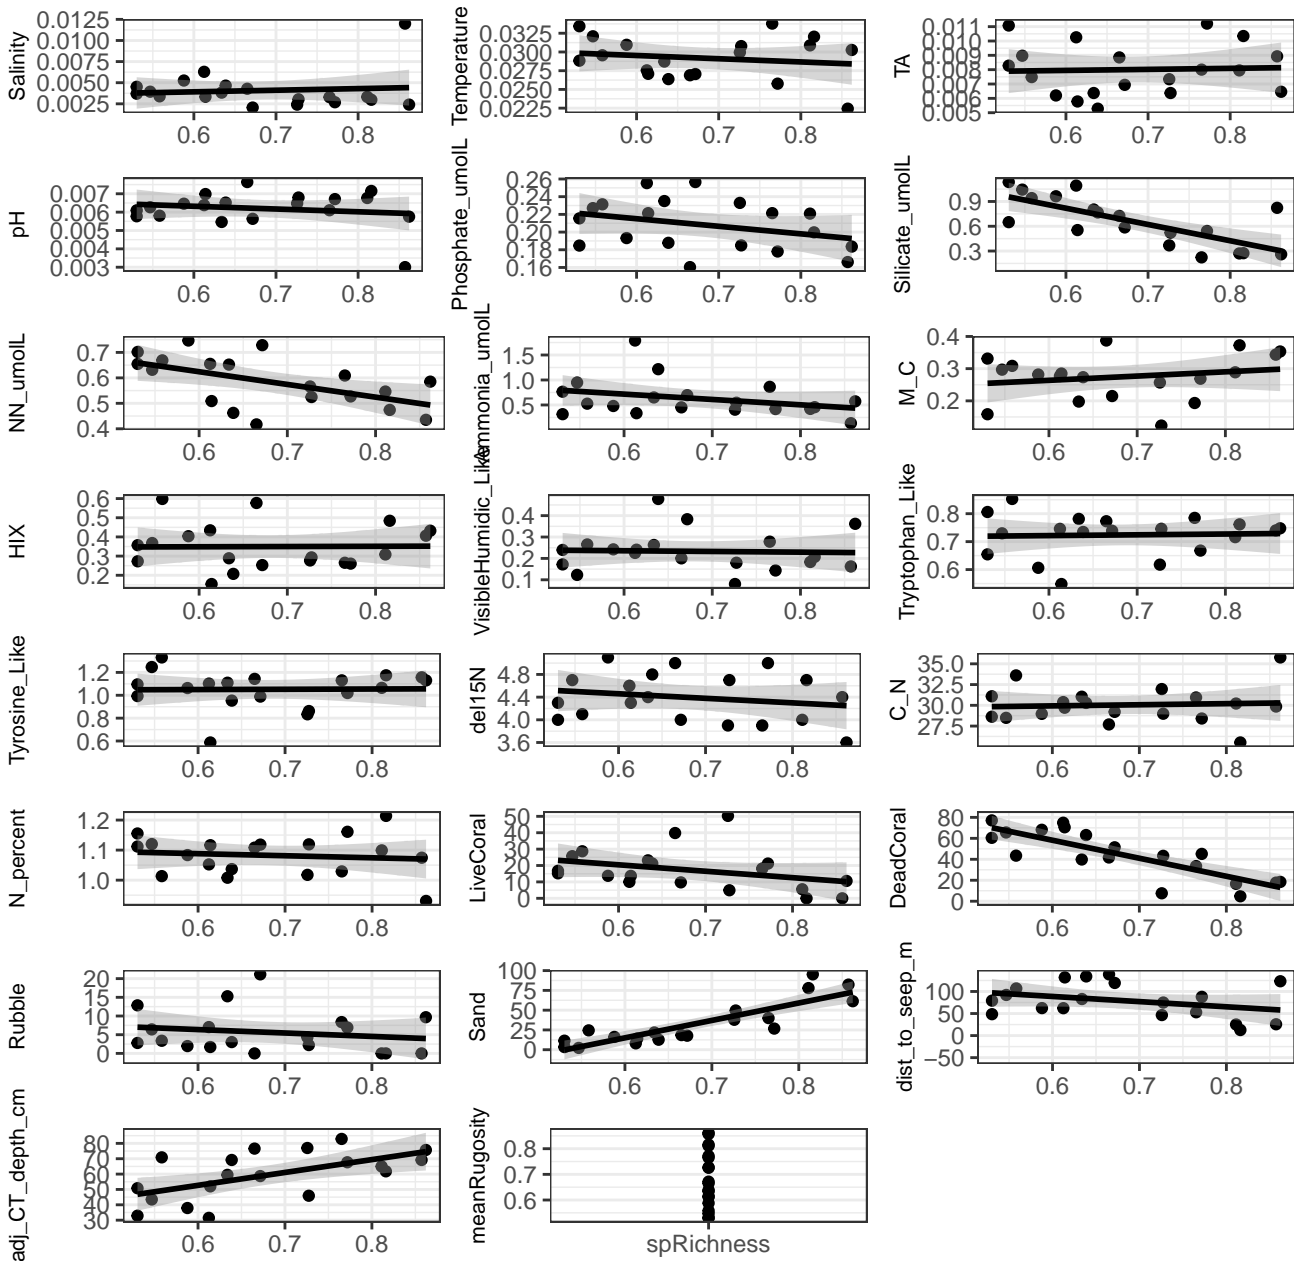 Salinity
0.0125
0.0100
0.0075
0.0050
0.0025
0.6 0.7 0.8
Temperature
0.0325
0.0300
0.0275
0.0250
0.0225
0.6 0.7 0.8
TA
0.011
0.010
0.009
0.008
0.007
0.006
0.005
0.6 0.7 0.8
pH
0.007
0.006
0.005
0.004
0.003
0.6 0.7 0.8
Phosphate_umolL
0.26
0.24
0.22
0.20
0.18
0.16
0.6 0.7 0.8
Silicate_umolL
0.9
0.6
0.3
0.6 0.7 0.8
NN_umolL
0.7
0.6
0.5
0.4
0.6 0.7 0.8
Ammonia_umolL
1.5
1.0
0.5
0.6 0.7 0.8
M_C
0.4
0.3
0.2
0.6 0.7 0.8
HIX
0.6
0.5
0.4
0.3
0.2
0.6 0.7 0.8
VisibleHumidic_Like
0.4
0.3
0.2
0.1
0.6 0.7 0.8
Tryptophan_Like
0.8
0.7
0.6
0.6 0.7 0.8
Tyrosine_Like
1.2
1.0
0.8
0.6
0.6 0.7 0.8
del15N
4.8
4.4
4.0
3.6
0.6 0.7 0.8
C_N
35.0
32.5
30.0
27.5
0.6 0.7 0.8
N_percent
1.2
1.1
1.0
0.6 0.7 0.8
LiveCoral
50
40
30
20
10
0
0.6 0.7 0.8
DeadCoral
80
60
40
20
0
0.6 0.7 0.8
Rubble
20
15
10
5
0
0.6 0.7 0.8
Sand
100
75
50
25
0
0.6 0.7 0.8
dist_to_seep_m
100
50
0
−50
0.6 0.7 0.8
adj_CT_depth_cm
80
70
60
50
40
30
0.6 0.7 0.8
meanRugosity
0.8
0.7
0.6
spRichness